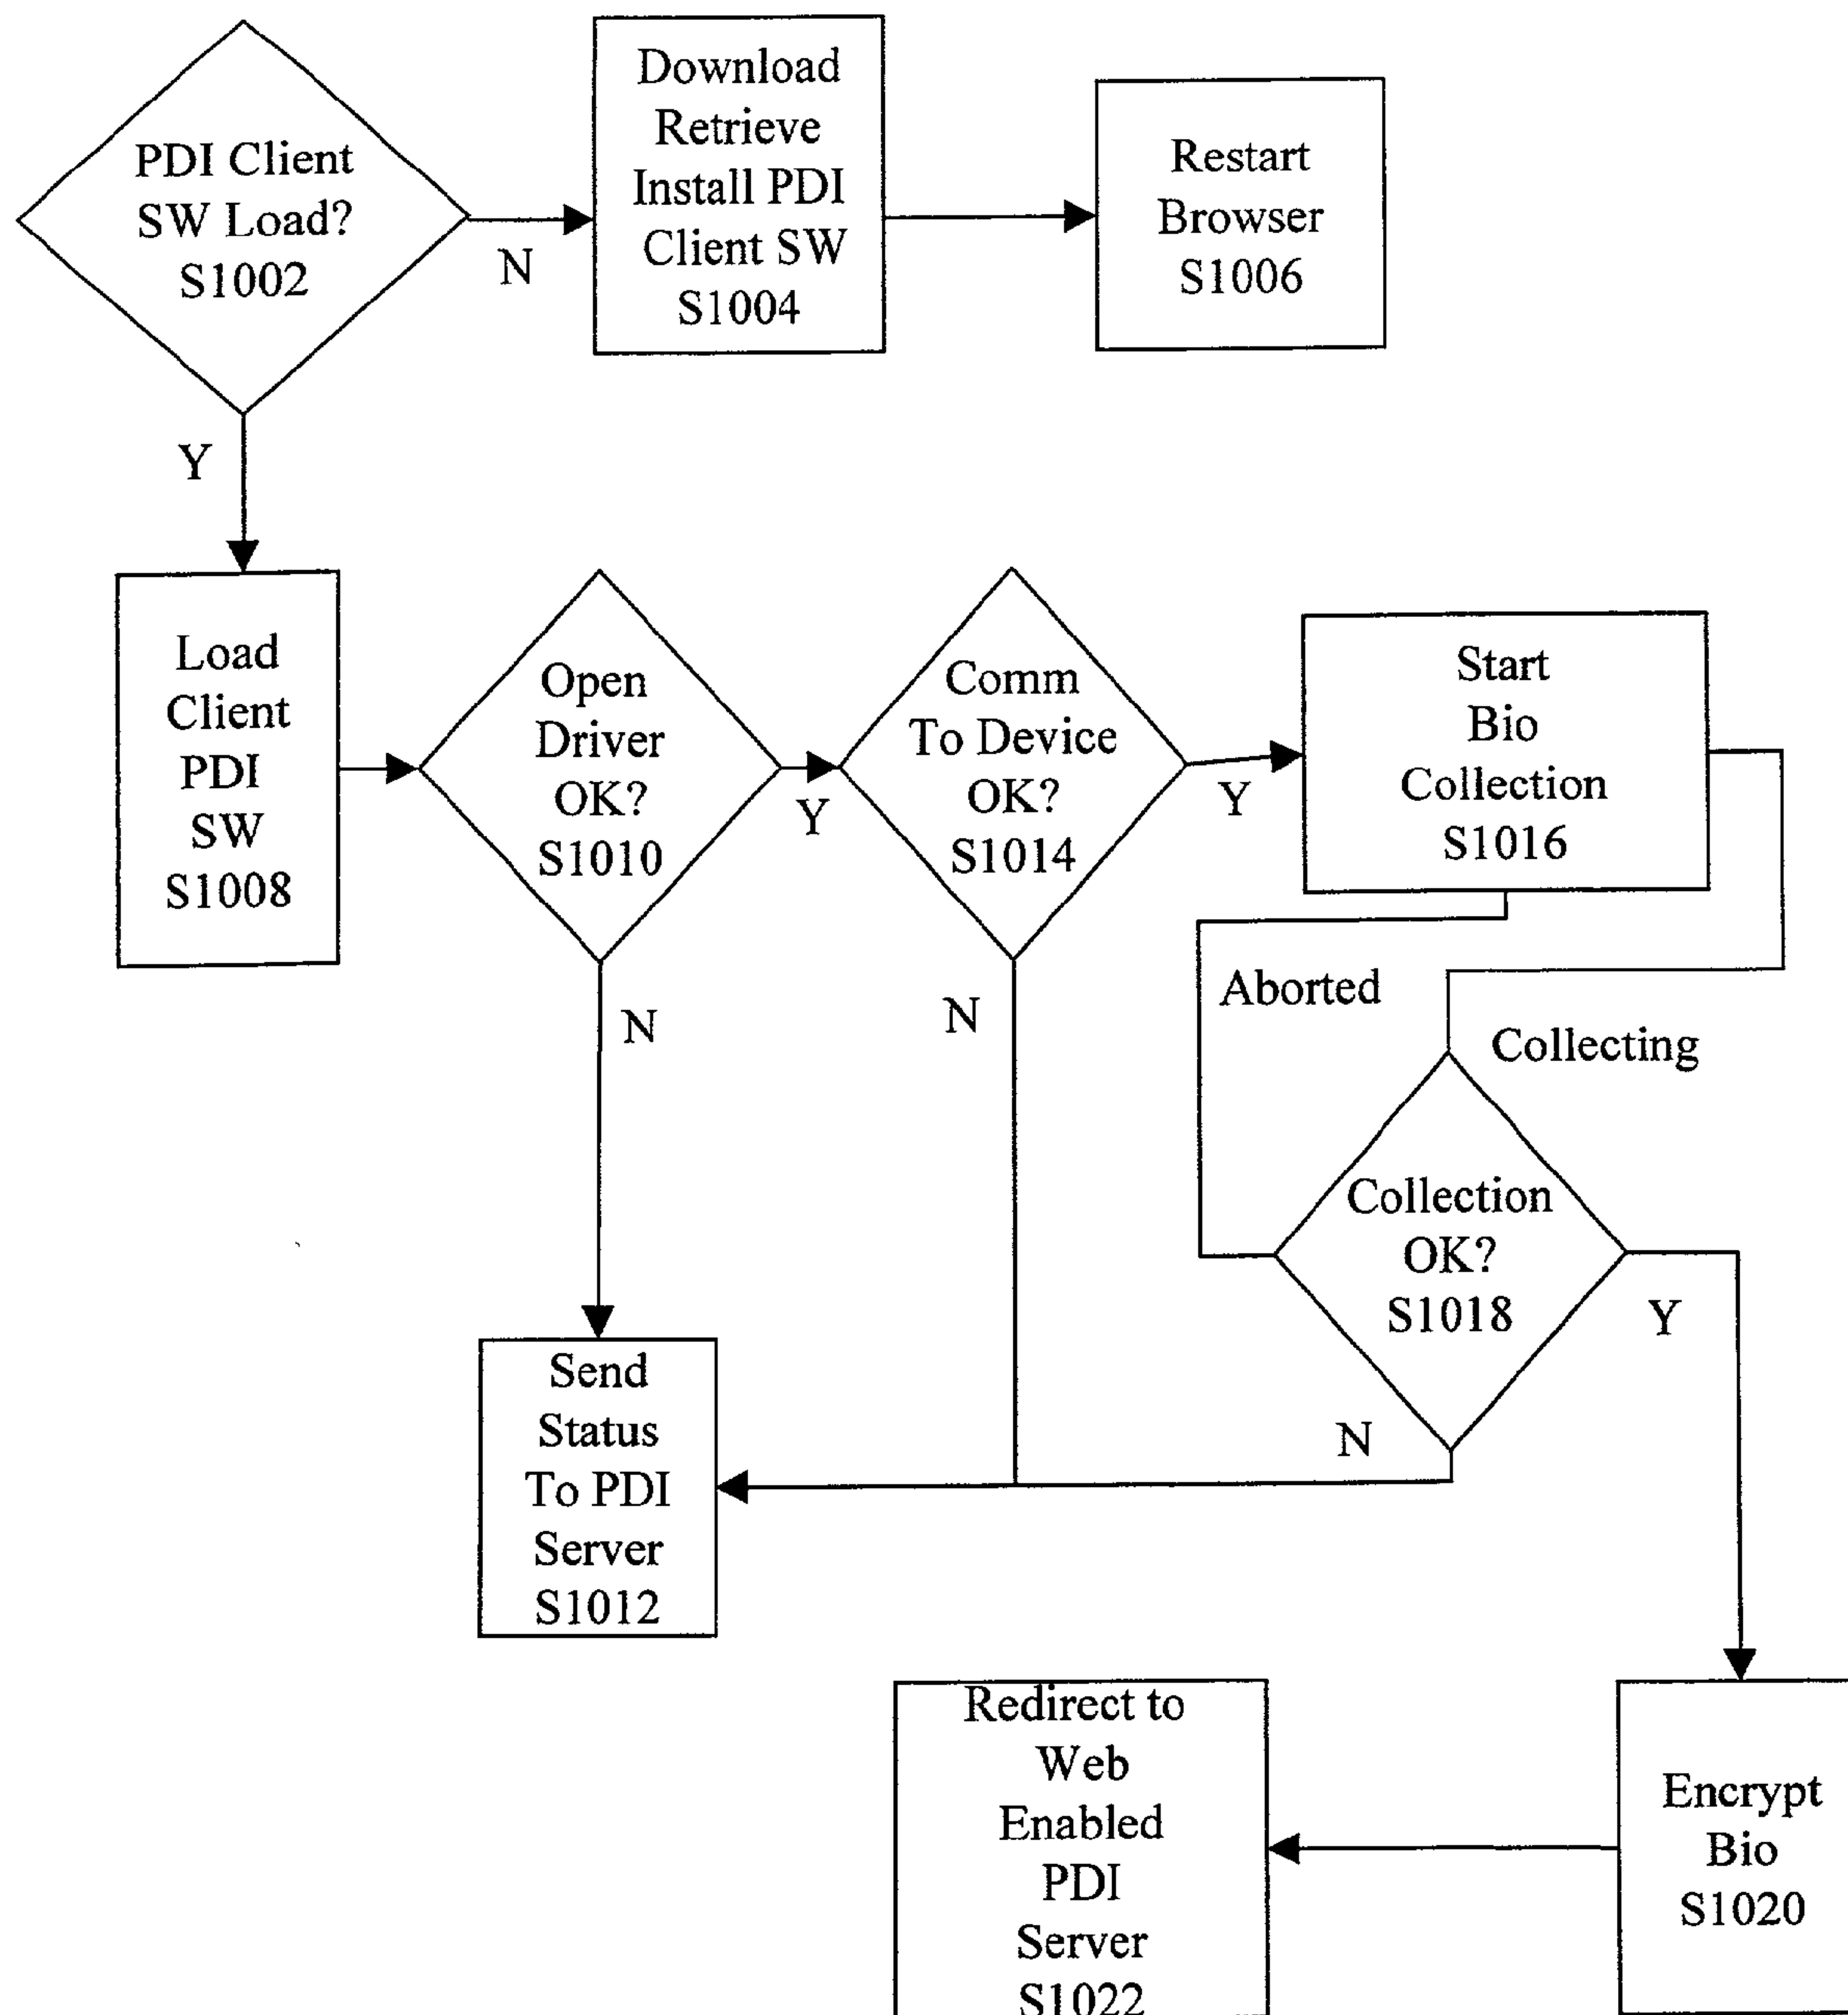 PDI Client
SW Load?
S1002
N
Download
Retrieve
Install PDI
Client SW
S1004
Restart
Browser
S1006
Y
Load
Client
PDI
SW
S1008
Open
Driver
OK?
S1010
Y
Comm
To Device
OK?
S1014
Y
Start
Bio
Collection
S1016
N
N
Aborted
Collecting
Collection
OK?
S1018
Y
N
Send
Status
To PDI
Server
S1012
Redirect to
Web
Enabled
PDI
Server
S1022
Encrypt
Bio
S1020